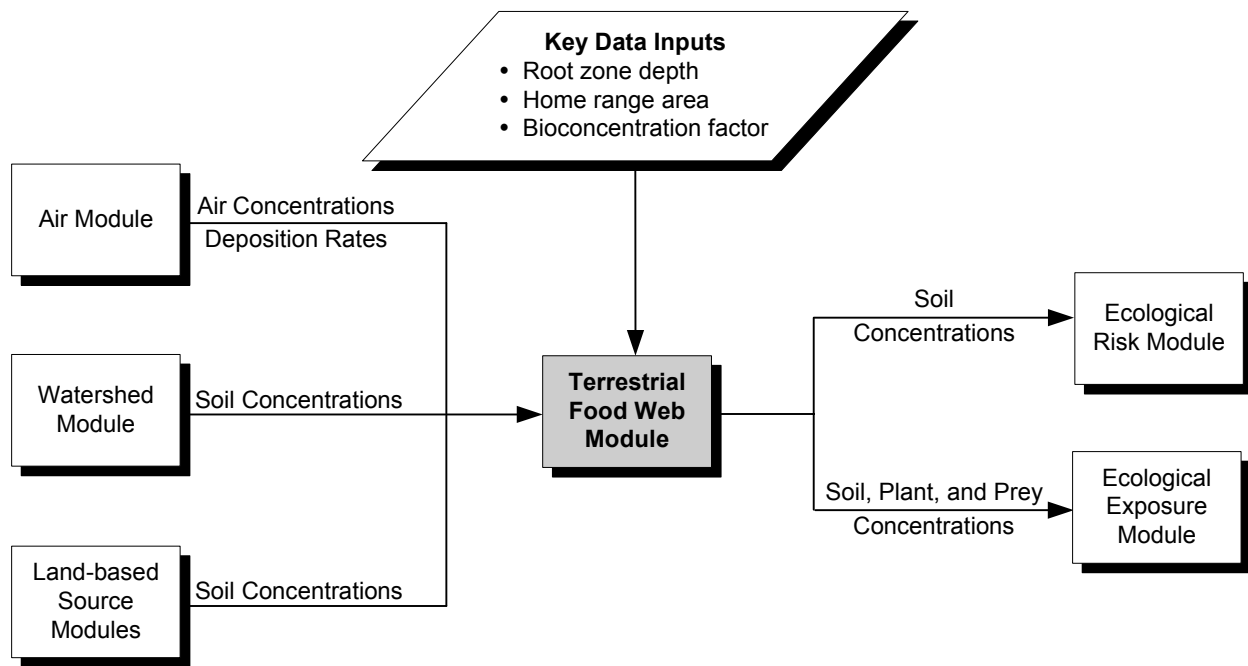 Key Data Inputs
• Root zone depth
• Home range area
• Bioconcentration factor
Air Module
Air Concentrations
Deposition Rates
Watershed
Module
Soil Concentrations
Land-based
Source
Modules
Soil Concentrations
Terrestrial
Food Web
Module
Soil
Concentrations
Ecological
Risk Module
Soil, Plant, and Prey
Concentrations
Ecological
Exposure
Module